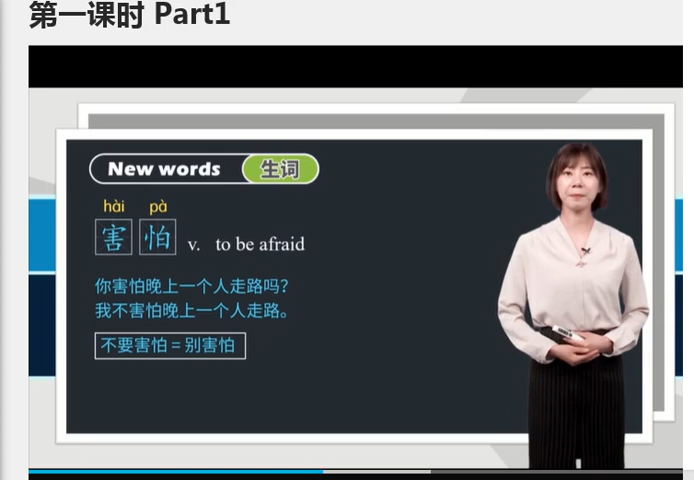 第一课时 Part1
New words 生词
hài pà
害怕 v. to be afraid
你害怕晚上一个人走路吗？
我不害怕晚上一个人走路。
不要害怕 = 别害怕